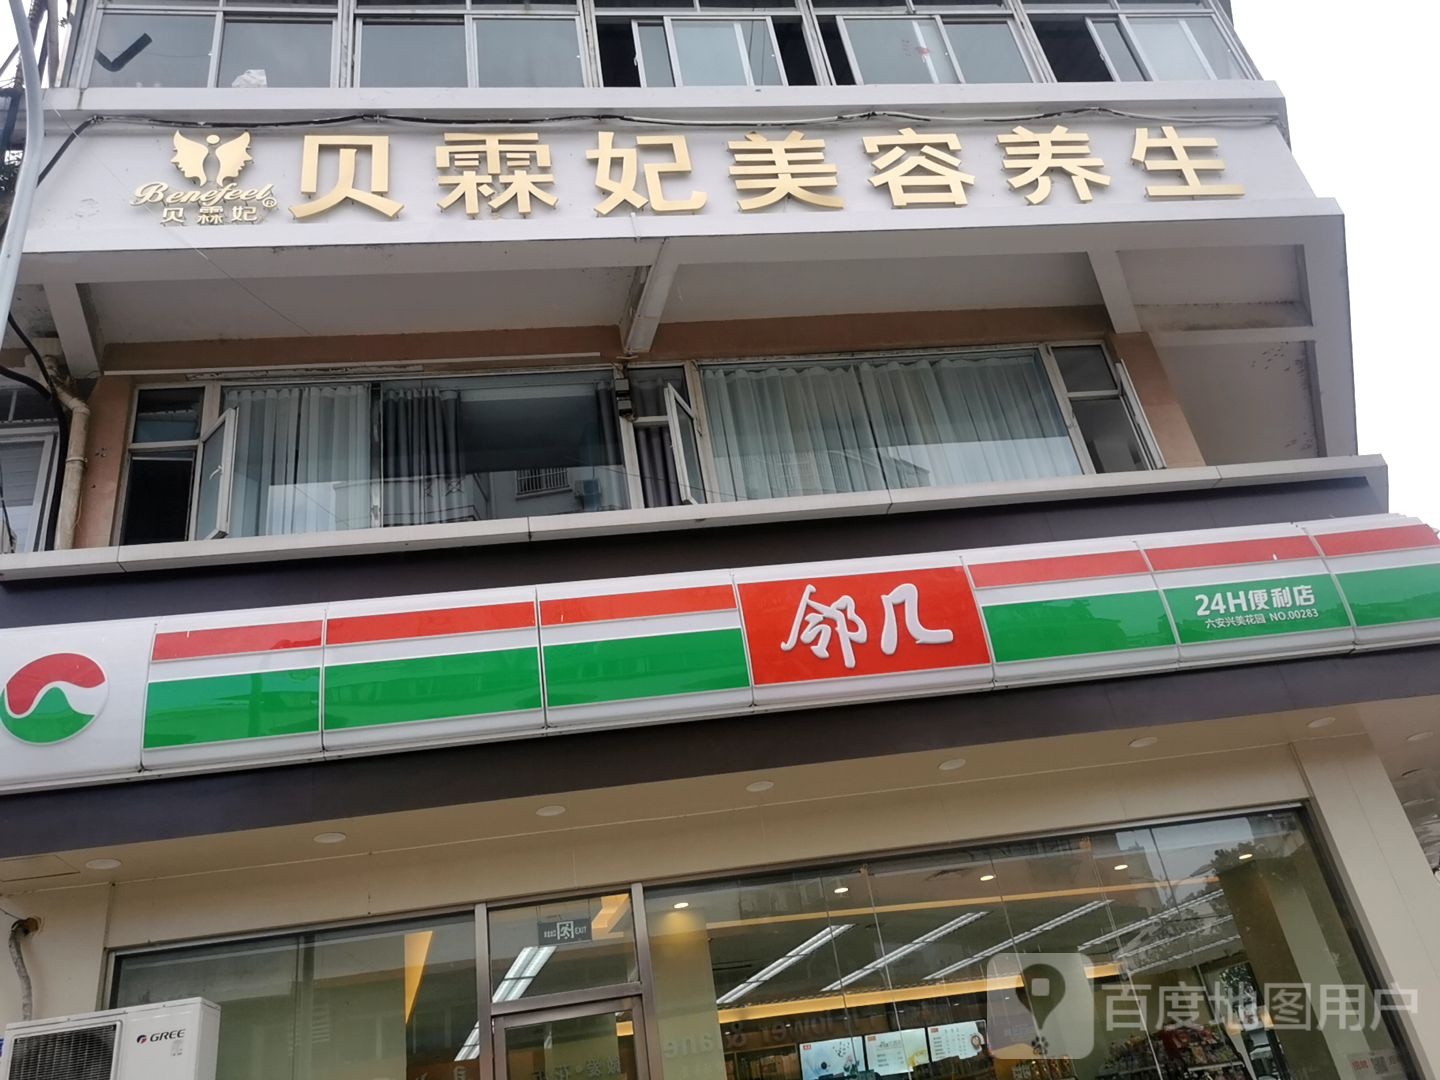 贝霖妃美容养生
Benefeel®
贝霖妃
邻几
24H便利店
六安兴美花园 NO.00283
EXIT
GREE
百度地图用户